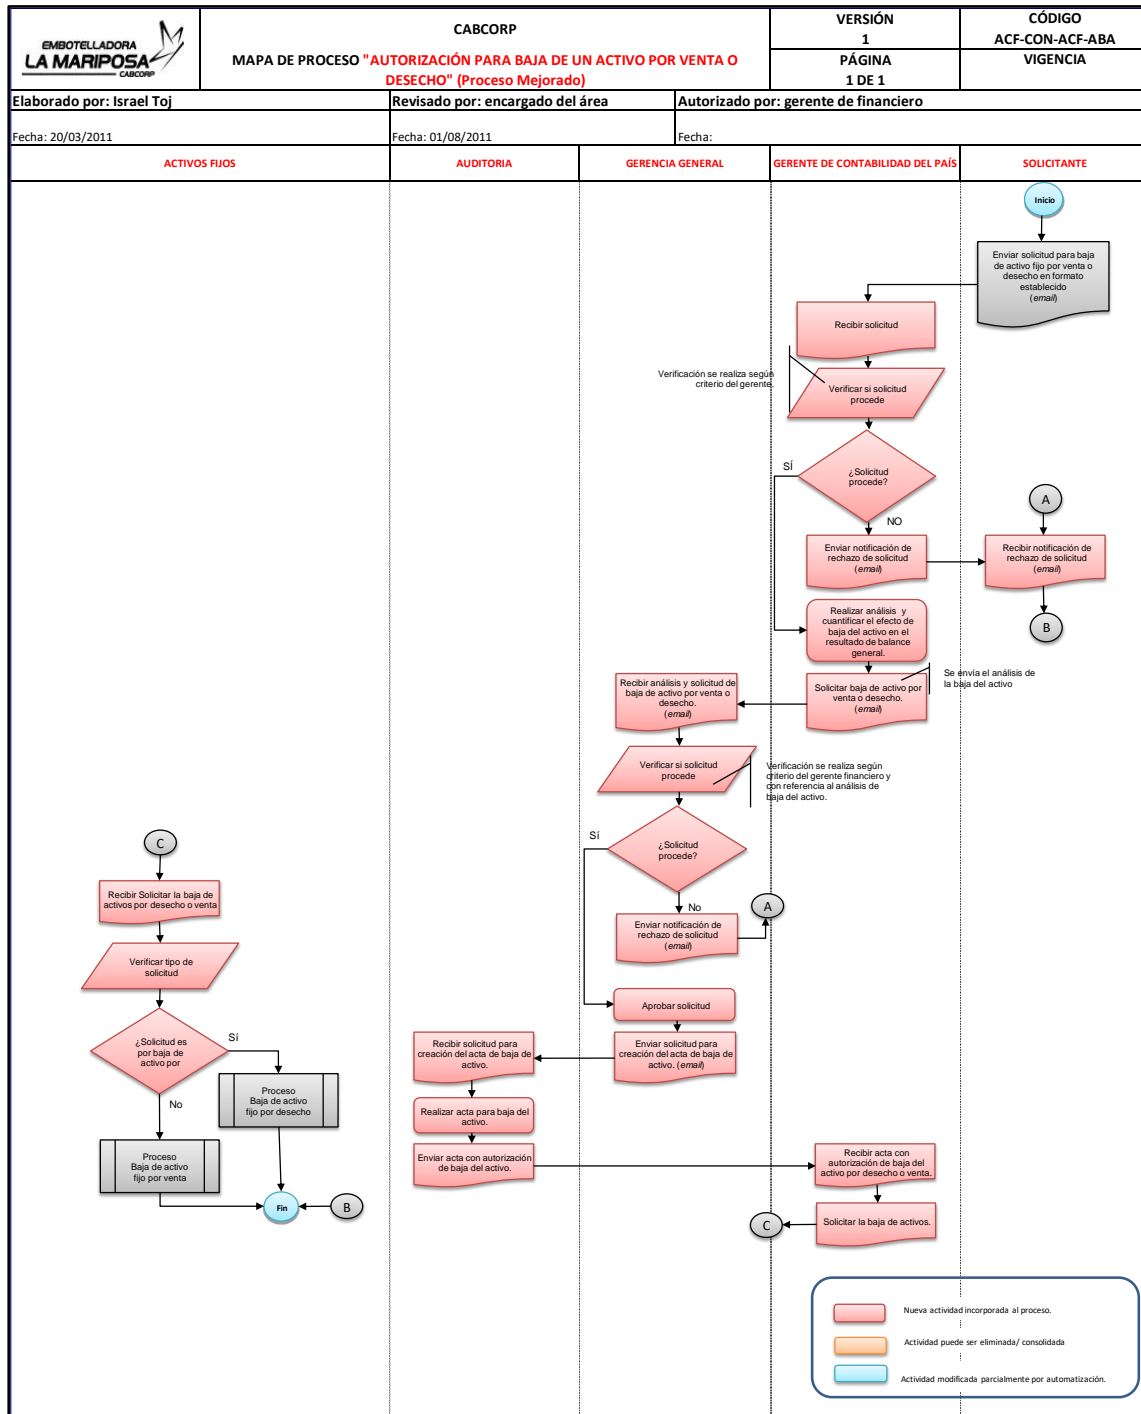 EMBOTELLADORA
LA MARIPOSA
CABCORP
CABCORP
MAPA DE PROCESO "AUTORIZACIÓN PARA BAJA DE UN ACTIVO POR VENTA O
DESECHO" (Proceso Mejorado)
VERSIÓN
1
CÓDIGO
ACF-CON-ACF-ABA
PÁGINA
1 DE 1
VIGENCIA
Elaborado por: Israel Toj
Revisado por: encargado del área
Autorizado por: gerente de financiero
Fecha: 20/03/2011
Fecha: 01/08/2011
Fecha:
ACTIVOS FIJOS
AUDITORIA
GERENCIA GENERAL
GERENTE DE CONTABILIDAD DEL PAÍS
SOLICITANTE
Inicio
Enviar solicitud para baja
de activo fijo por venta o
desecho en formato
establecido
(email)
Recibir solicitud
Verificación se realiza según
criterio del gerente.
Verificar si solicitud
procede
¿Solicitud
procede?
SÍ
NO
A
Enviar notificación de
rechazo de solicitud
(email)
Recibir notificación de
rechazo de solicitud
(email)
B
Realizar análisis y
cuantificar el efecto de
baja del activo en el
resultado de balance
general.
Se envía el análisis de
la baja del activo
Solicitar baja de activo por
venta o desecho.
(email)
Recibir análisis y solicitud de
baja de activo por venta o
desecho.
(email)
Verificar si solicitud
procede
Verificación se realiza según
criterio del gerente financiero y
con referencia al análisis de
baja del activo.
¿Solicitud
procede?
Sí
No
A
Enviar notificación de
rechazo de solicitud
(email)
C
Recibir Solicitar la baja de
activos por desecho o venta
Verificar tipo de
solicitud
¿Solicitud es
por baja de
activo por
Sí
No
Proceso
Baja de activo
fijo por desecho
Proceso
Baja de activo
fijo por venta
Fin
B
Aprobar solicitud
Enviar solicitud para
creación del acta de baja de
activo. (email)
Recibir solicitud para
creación del acta de baja de
activo.
Realizar acta para baja del
activo.
Enviar acta con autorización
de baja del activo.
Recibir acta con
autorización de baja del
activo por desecho o venta.
Solicitar la baja de activos.
C
Nueva actividad incorporada al proceso.
Actividad puede ser eliminada/ consolidada
Actividad modificada parcialmente por automatización.